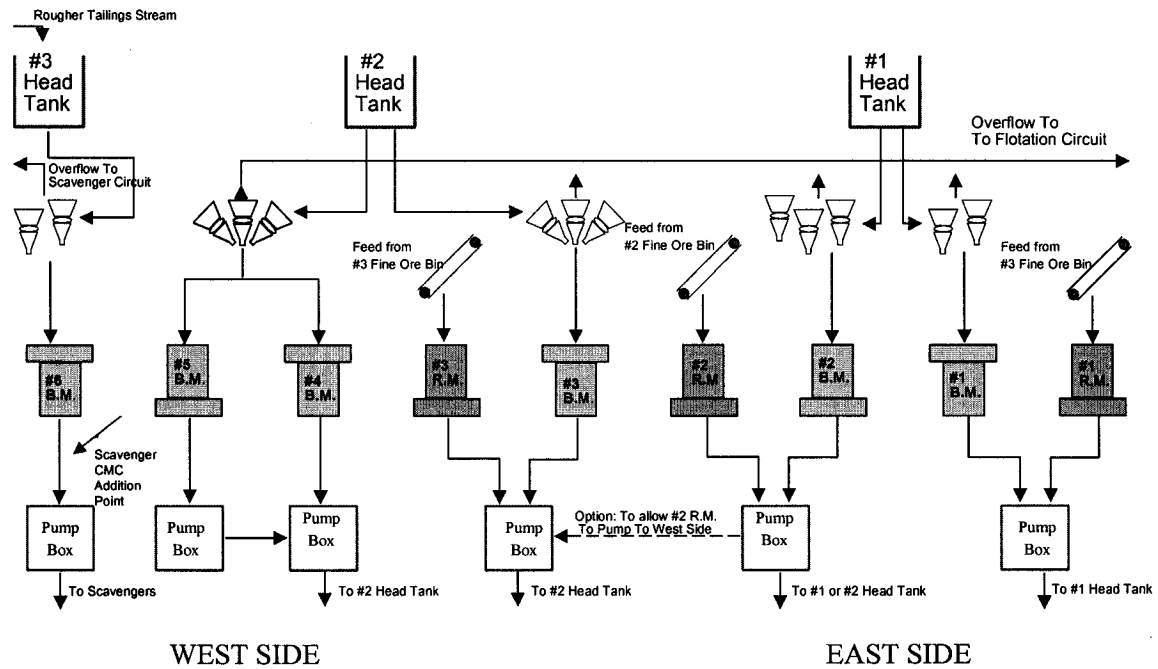 Rougher Tailings Stream
#3
Head
Tank
#2
Head
Tank
#1
Head
Tank
Overflow To
To Flotation Circuit
Overflow To
Scavenger Circuit
Feed from
#3 Fine Ore Bin
Feed from
#2 Fine Ore Bin
Feed from
#3 Fine Ore Bin
#6
B.M.
#5
B.M.
#4
B.M.
#3
R.M.
#3
B.M.
#2
R.M
#2
B.M.
#1
B.M.
#1
R.M.
Scavenger
CMC
Addition
Point
Pump
Box
Pump
Box
Pump
Box
Pump
Box
Option: To allow #2 R.M.
To Pump To West Side
Pump
Box
Pump
Box
To Scavengers
To #2 Head Tank
To #2 Head Tank
To #1 or #2 Head Tank
To #1 Head Tank
WEST SIDE
EAST SIDE